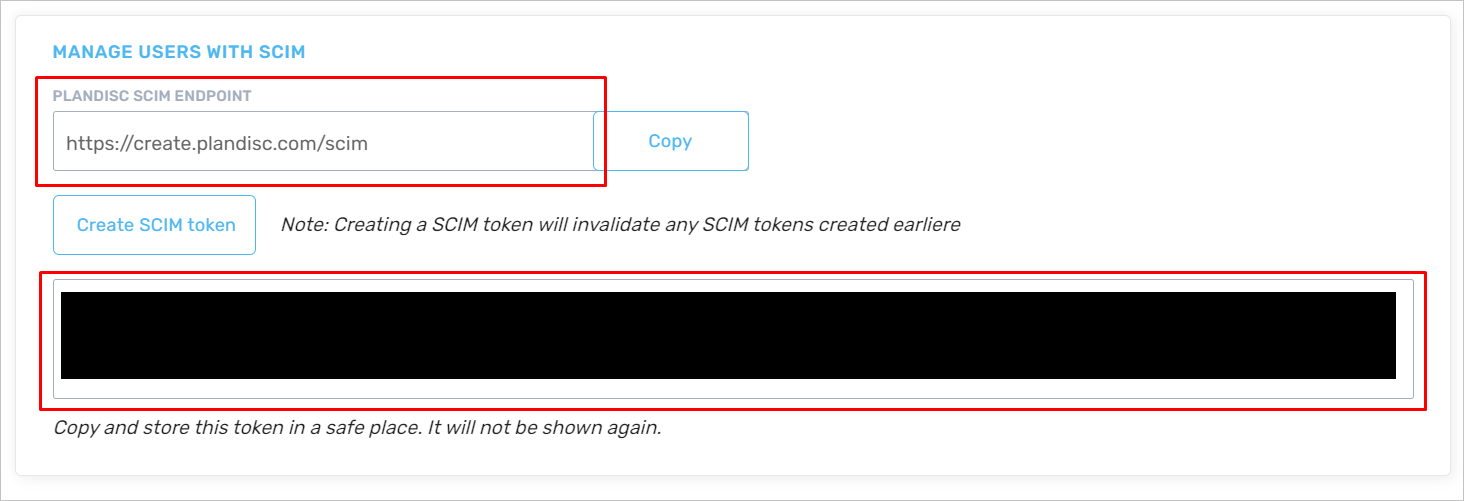 MANAGE USERS WITH SCIM
PLANDISC SCIM ENDPOINT
https://create.plandisc.com/scim
Copy
Create SCIM token
Note: Creating a SCIM token will invalidate any SCIM tokens created earliere
Copy and store this token in a safe place. It will not be shown again.